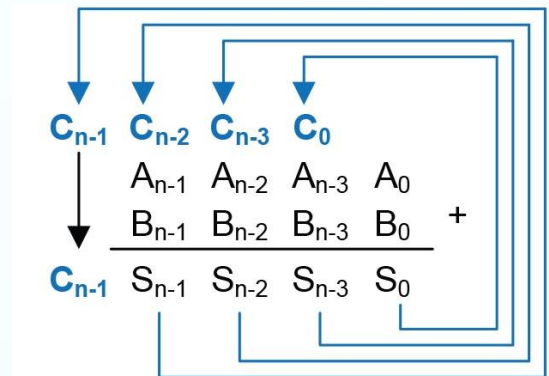 Cn-1 Cn-2 Cn-3 C0
An-1 An-2 An-3 A0
Bn-1 Bn-2 Bn-3 B0 +
Cn-1 Sn-1 Sn-2 Sn-3 S0